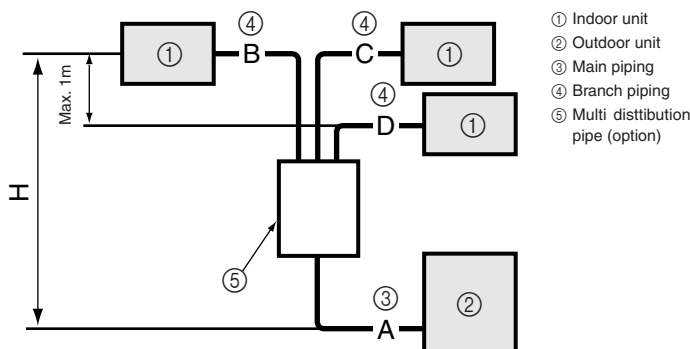 ④ ④
① B C ①
Max. 1m
④
D ①
H
⑤
③
A ②
① Indoor unit
② Outdoor unit
③ Main piping
④ Branch piping
⑤ Multi disttibution
pipe (option)